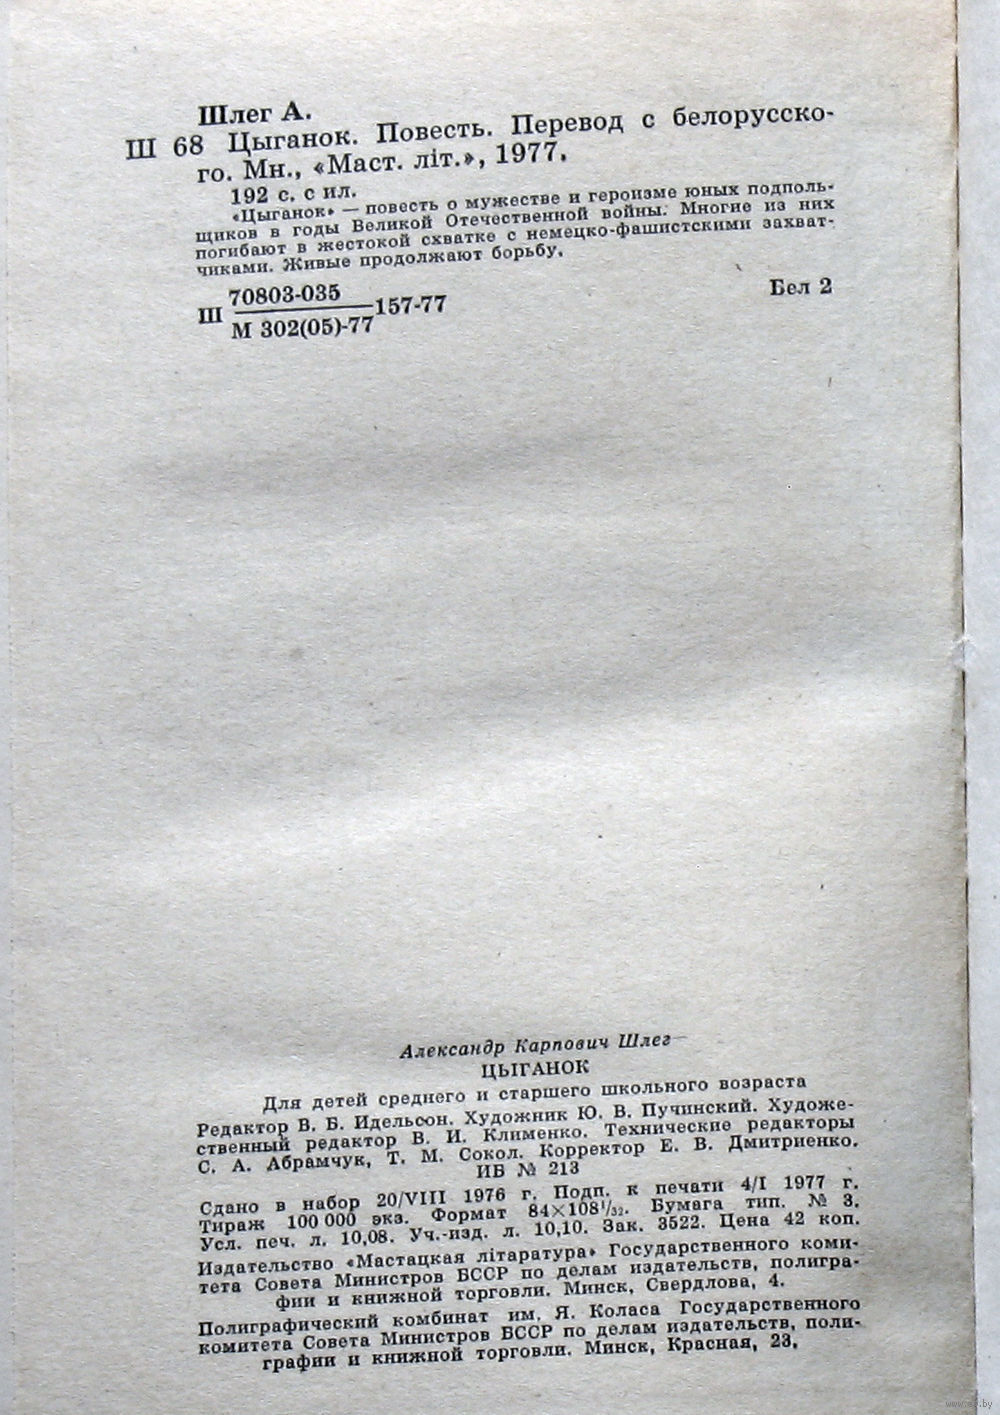 Шлег А.
Ш 68 Цыганок. Повесть. Перевод с белорусско-
го. Мн., «Маст. літ.», 1977.
192 с. с ил.
«Цыганок» — повесть о мужестве и героизме юных подполь-
щиков в годы Великой Отечественной войны. Многие из них
погибают в жестокой схватке с немецко-фашистскими захват-
чиками. Живые продолжают борьбу.
Ш 70803-035
М 302(05)-77 157-77
Бел 2
Александр Карпович Шлег
ЦЫГАНОК
Для детей среднего и старшего школьного возраста
Редактор В. Б. Идельсон. Художник Ю. В. Пучинский. Художе-
ственный редактор В. И. Клименко. Технические редакторы
С. А. Абрамчук, Т. М. Сокол. Корректор Е. В. Дмитриенко.
ИБ № 213
Сдано в набор 20/VIII 1976 г. Подп. к печати 4/I 1977 г.
Тираж 100 000 экз. Формат 84×108¹/₃₂. Бумага тип. № 3.
Усл. печ. л. 10,08. Уч.-изд. л. 10,10. Зак. 3522. Цена 42 коп.
Издательство «Мастацкая літаратура» Государственного коми-
тета Совета Министров БССР по делам издательств, полигра-
фии и книжной торговли. Минск, Свердлова, 4.
Полиграфический комбинат им. Я. Коласа Государственного
комитета Совета Министров БССР по делам издательств, поли-
графии и книжной торговли. Минск, Красная, 23.